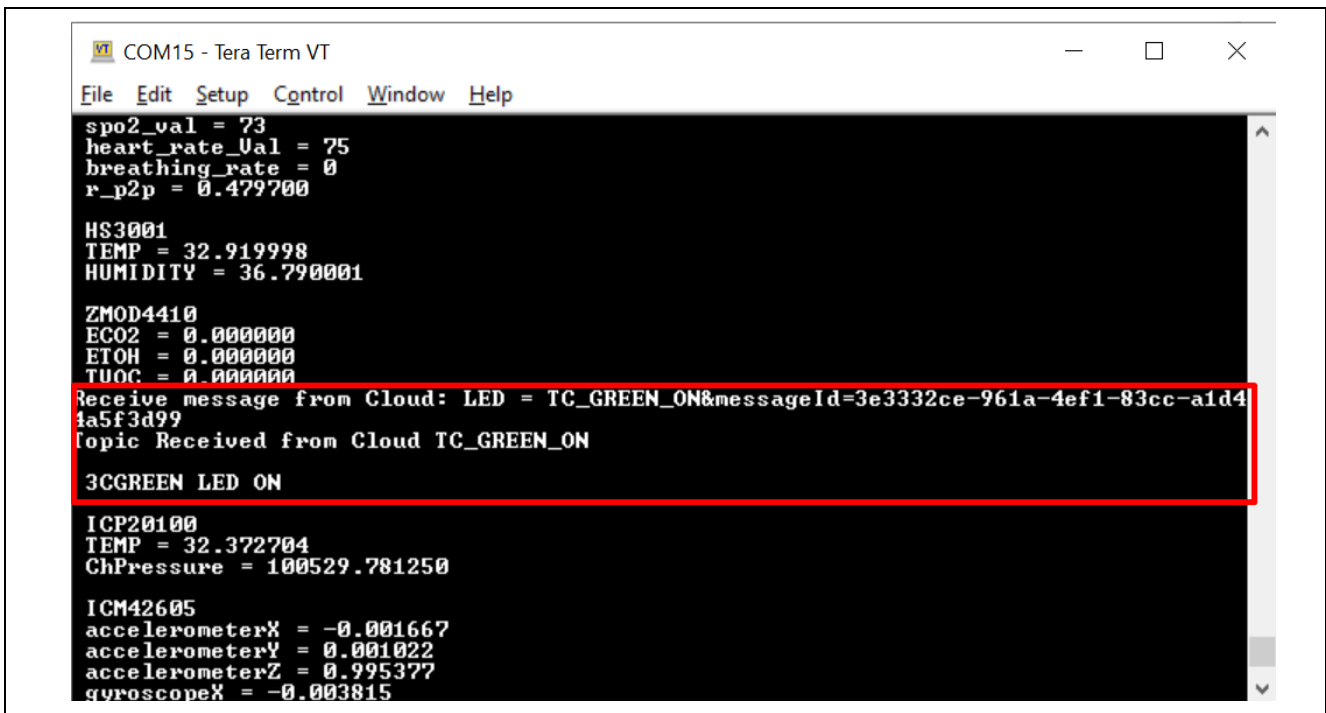 COM15 - Tera Term VT
File Edit Setup Control Window Help
spo2_val = 73
heart_rate_Val = 75
breathing_rate = 0
r_p2p = 0.479700
HS3001
TEMP = 32.919998
HUMIDITY = 36.790001
ZMOD4410
ECO2 = 0.000000
ETOH = 0.000000
TVOC = 0.000000
Receive message from Cloud: LED = TC_GREEN_ON&messageId=3e3332ce-961a-4ef1-83cc-a1d4
4a5f3d99
Topic Received from Cloud TC_GREEN_ON
3CGREEN LED ON
ICP20100
TEMP = 32.372704
ChPressure = 100529.781250
ICM42605
accelerometerX = -0.001667
accelerometerY = 0.001022
accelerometerZ = 0.995377
gyroscopeX = -0.003815